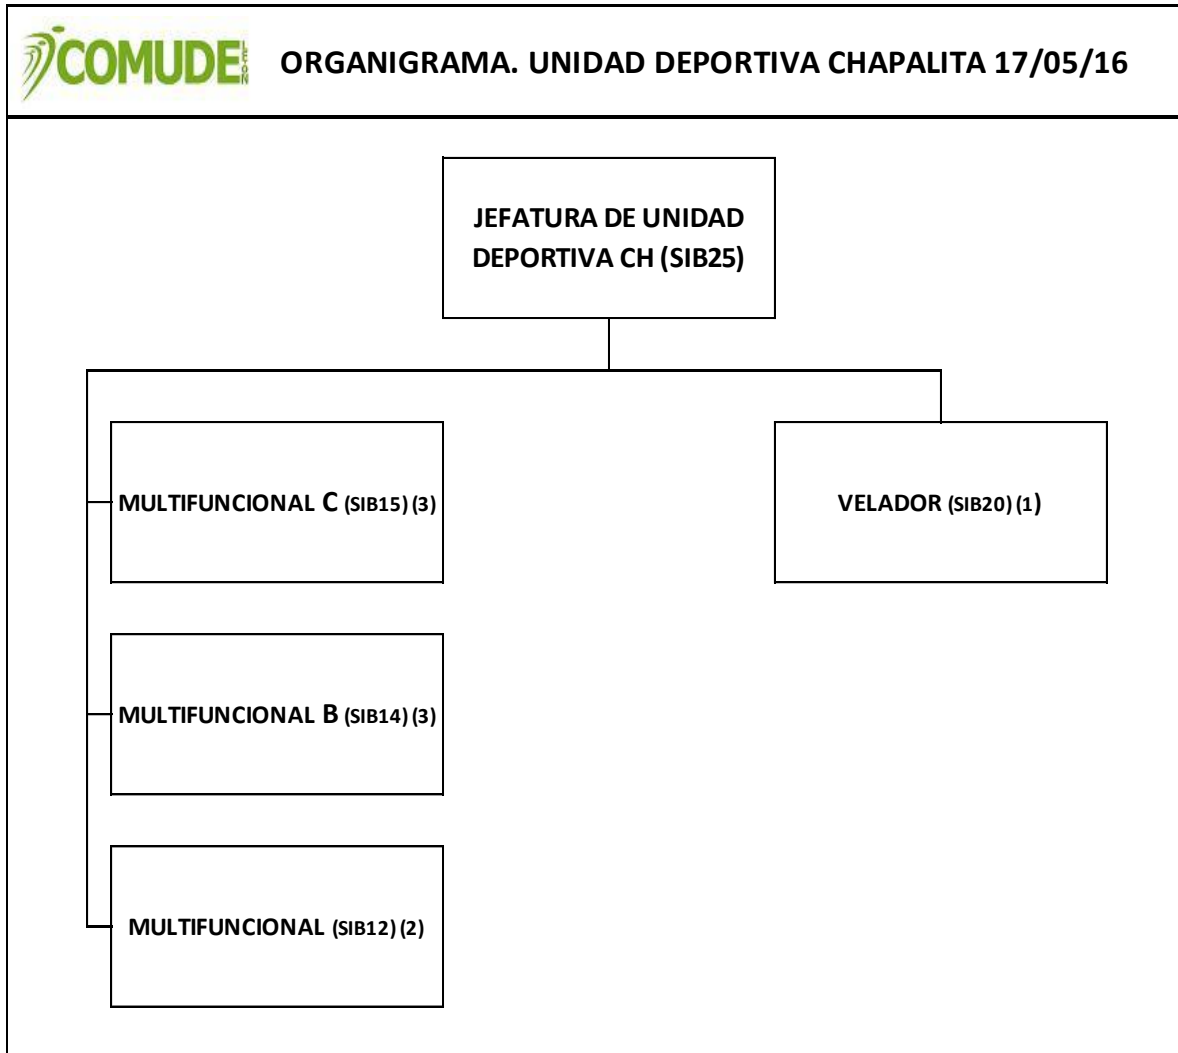 COMUDE LEON
ORGANIGRAMA. UNIDAD DEPORTIVA CHAPALITA 17/05/16
JEFATURA DE UNIDAD
DEPORTIVA CH (SIB25)
MULTIFUNCIONAL C (SIB15) (3)
VELADOR (SIB20) (1)
MULTIFUNCIONAL B (SIB14) (3)
MULTIFUNCIONAL (SIB12) (2)